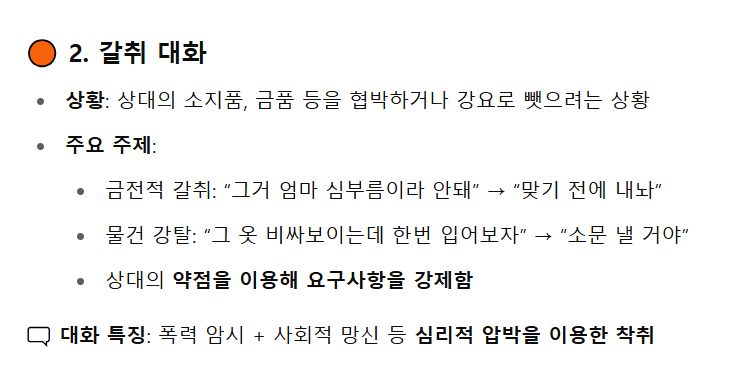 2. 갈취 대화
상황: 상대의 소지품, 금품 등을 협박하거나 강요로 뺏으려는 상황
주요 주제:
금전적 갈취: “그거 엄마 심부름이라 안돼” → “맞기 전에 내놔”
물건 강탈: “그 옷 비싸보이는데 한번 입어보자” → “소문 낼 거야”
상대의 약점을 이용해 요구사항을 강제함
대화 특징: 폭력 암시 + 사회적 망신 등 심리적 압박을 이용한 착취